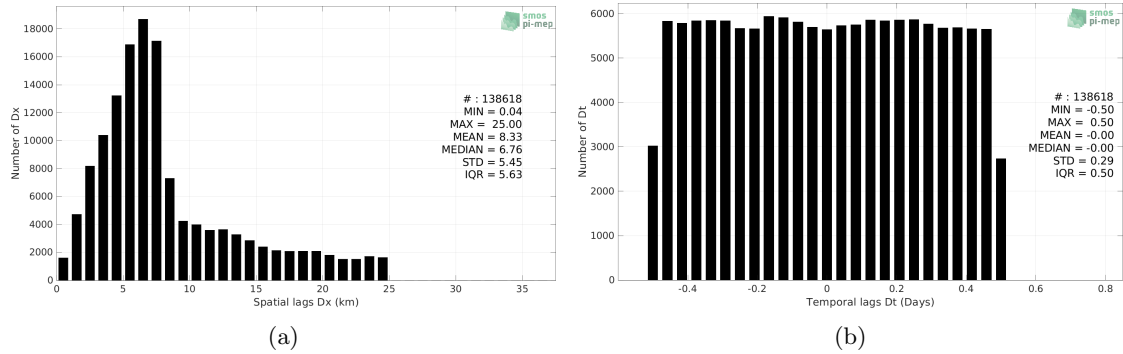 smos
pi-mep
18000
16000
14000
12000
10000
8000
6000
4000
2000
0
Number of Dx
# : 138618
MIN = 0.04
MAX = 25.00
MEAN = 8.33
MEDIAN = 6.76
STD = 5.45
IQR = 5.63
0 5 10 15 20 25 30 35
Spatial lags Dx (km)
(a)
smos
pi-mep
6000
5000
4000
3000
2000
1000
0
Number of Dt
# : 138618
MIN = -0.50
MAX = 0.50
MEAN = -0.00
MEDIAN = -0.00
STD = 0.29
IQR = 0.50
-0.4 -0.2 0 0.2 0.4 0.6 0.8
Temporal lags Dt (Days)
(b)